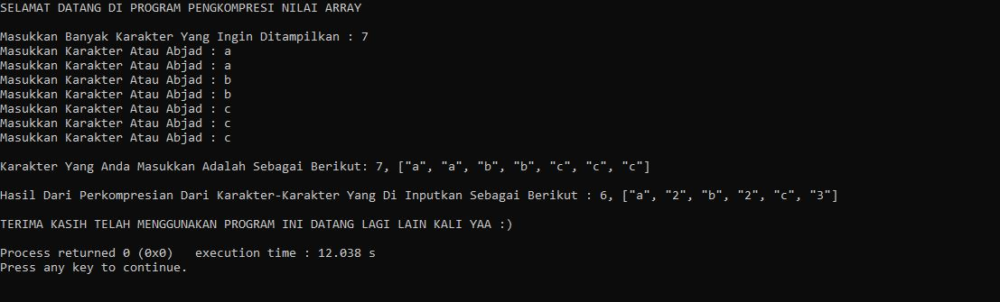 SELAMAT DATANG DI PROGRAM PENGKOMPRESI NILAI ARRAY
Masukkan Banyak Karakter Yang Ingin Ditampilkan : 7
Masukkan Karakter Atau Abjad : a
Masukkan Karakter Atau Abjad : a
Masukkan Karakter Atau Abjad : b
Masukkan Karakter Atau Abjad : b
Masukkan Karakter Atau Abjad : c
Masukkan Karakter Atau Abjad : c
Masukkan Karakter Atau Abjad : c
Karakter Yang Anda Masukkan Adalah Sebagai Berikut: 7, ["a", "a", "b", "b", "c", "c", "c"]
Hasil Dari Perkompresian Dari Karakter-Karakter Yang Di Inputkan Sebagai Berikut : 6, ["a", "2", "b", "2", "c", "3"]
TERIMA KASIH TELAH MENGGUNAKAN PROGRAM INI DATANG LAGI LAIN KALI YAA :)
Process returned 0 (0x0)   execution time : 12.038 s
Press any key to continue.